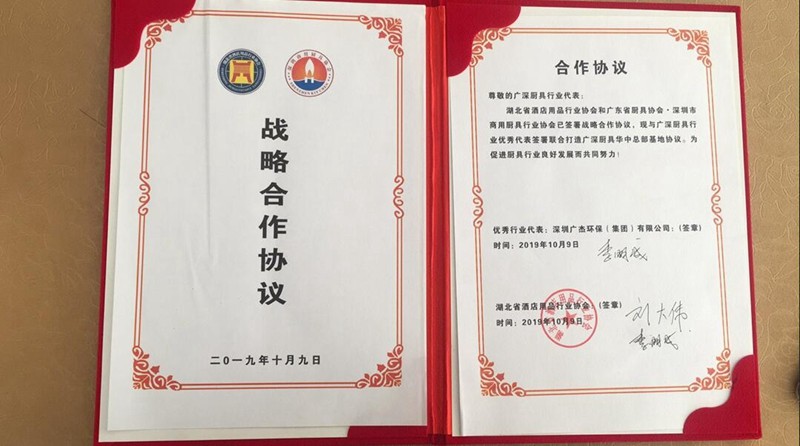 战略合作协议
二〇一九年十月九日
合作协议
尊敬的广深厨具行业代表：
湖北省酒店用品行业协会和广东省厨具协会·深圳市
商用厨具行业协会已签署战略合作协议，现与广深厨具行
业优秀代表签署联合打造广深厨具华中总部基地协议。为
促进厨具行业良好发展而共同努力！
优秀行业代表：深圳广杰环保（集团）有限公司：（签章）
时间：2019年10月9日
湖北省酒店用品行业协会：（签章）
时间：2019年10月9日
刘大伟